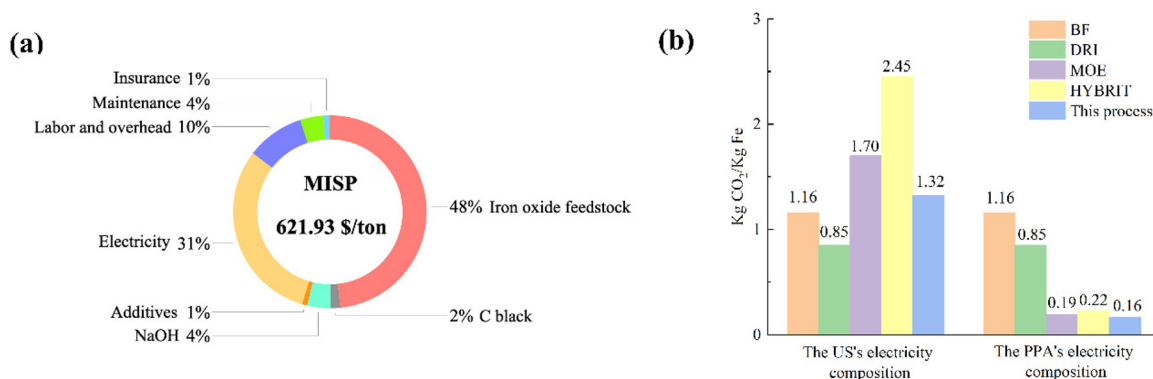 (a)
Insurance 1%
Maintenance 4%
Labor and overhead 10%
Electricity 31%
Additives 1%
NaOH 4%
MISP
621.93 $/ton
48% Iron oxide feedstock
2% C black
(b)
BF
DRI
MOE
HYBRIT
This process
Kg CO₂/Kg Fe
3
2
1
0
1.16
0.85
1.70
2.45
1.32
1.16
0.85
0.19
0.22
0.16
The US's electricity
composition
The PPA's electricity
composition